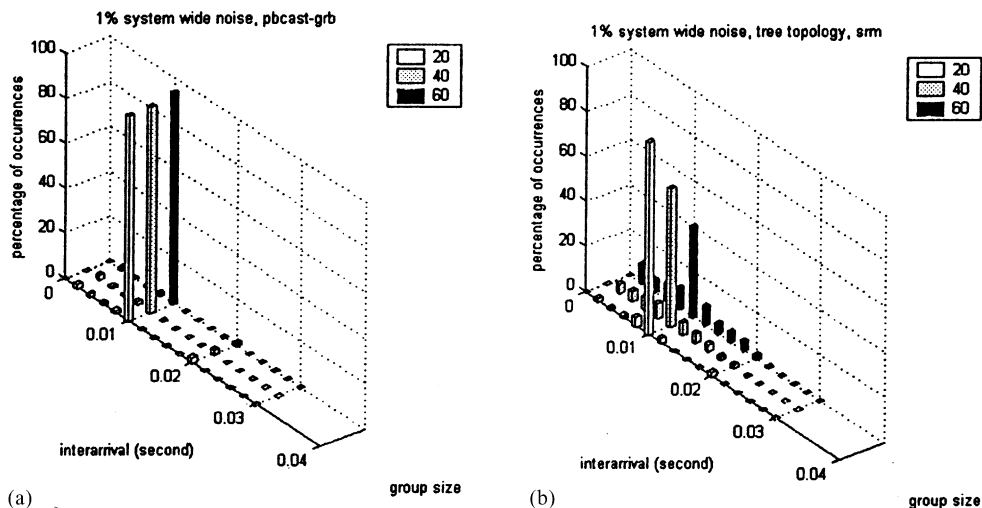 1% system wide noise, pbcast-grb
20
40
60
percentage of occurrences
100
80
60
40
20
0
0
0.01
0.02
0.03
0.04
interarrival (second)
group size
(a)
1% system wide noise, tree topology, srm
20
40
60
percentage of occurrences
100
80
60
40
20
0
0
0.01
0.02
0.03
0.04
interarrival (second)
group size
(b)